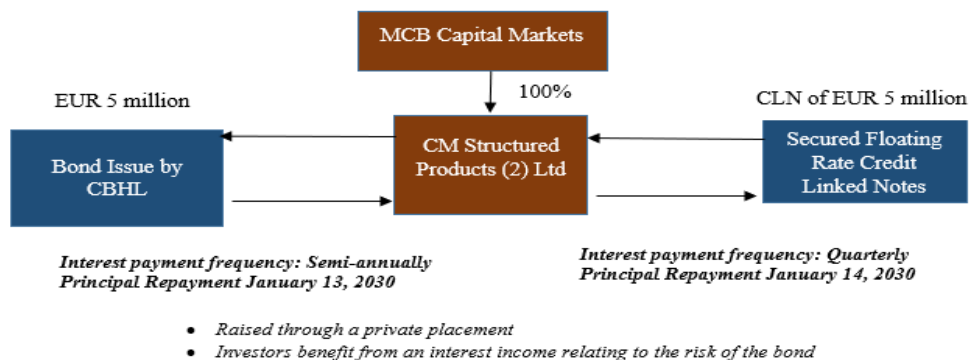 MCB Capital Markets
100%
EUR 5 million
CLN of EUR 5 million
Bond Issue by
CBHL
CM Structured
Products (2) Ltd
Secured Floating
Rate Credit
Linked Notes
Interest payment frequency: Semi-annually
Principal Repayment January 13, 2030
Interest payment frequency: Quarterly
Principal Repayment January 14, 2030
• Raised through a private placement
• Investors benefit from an interest income relating to the risk of the bond